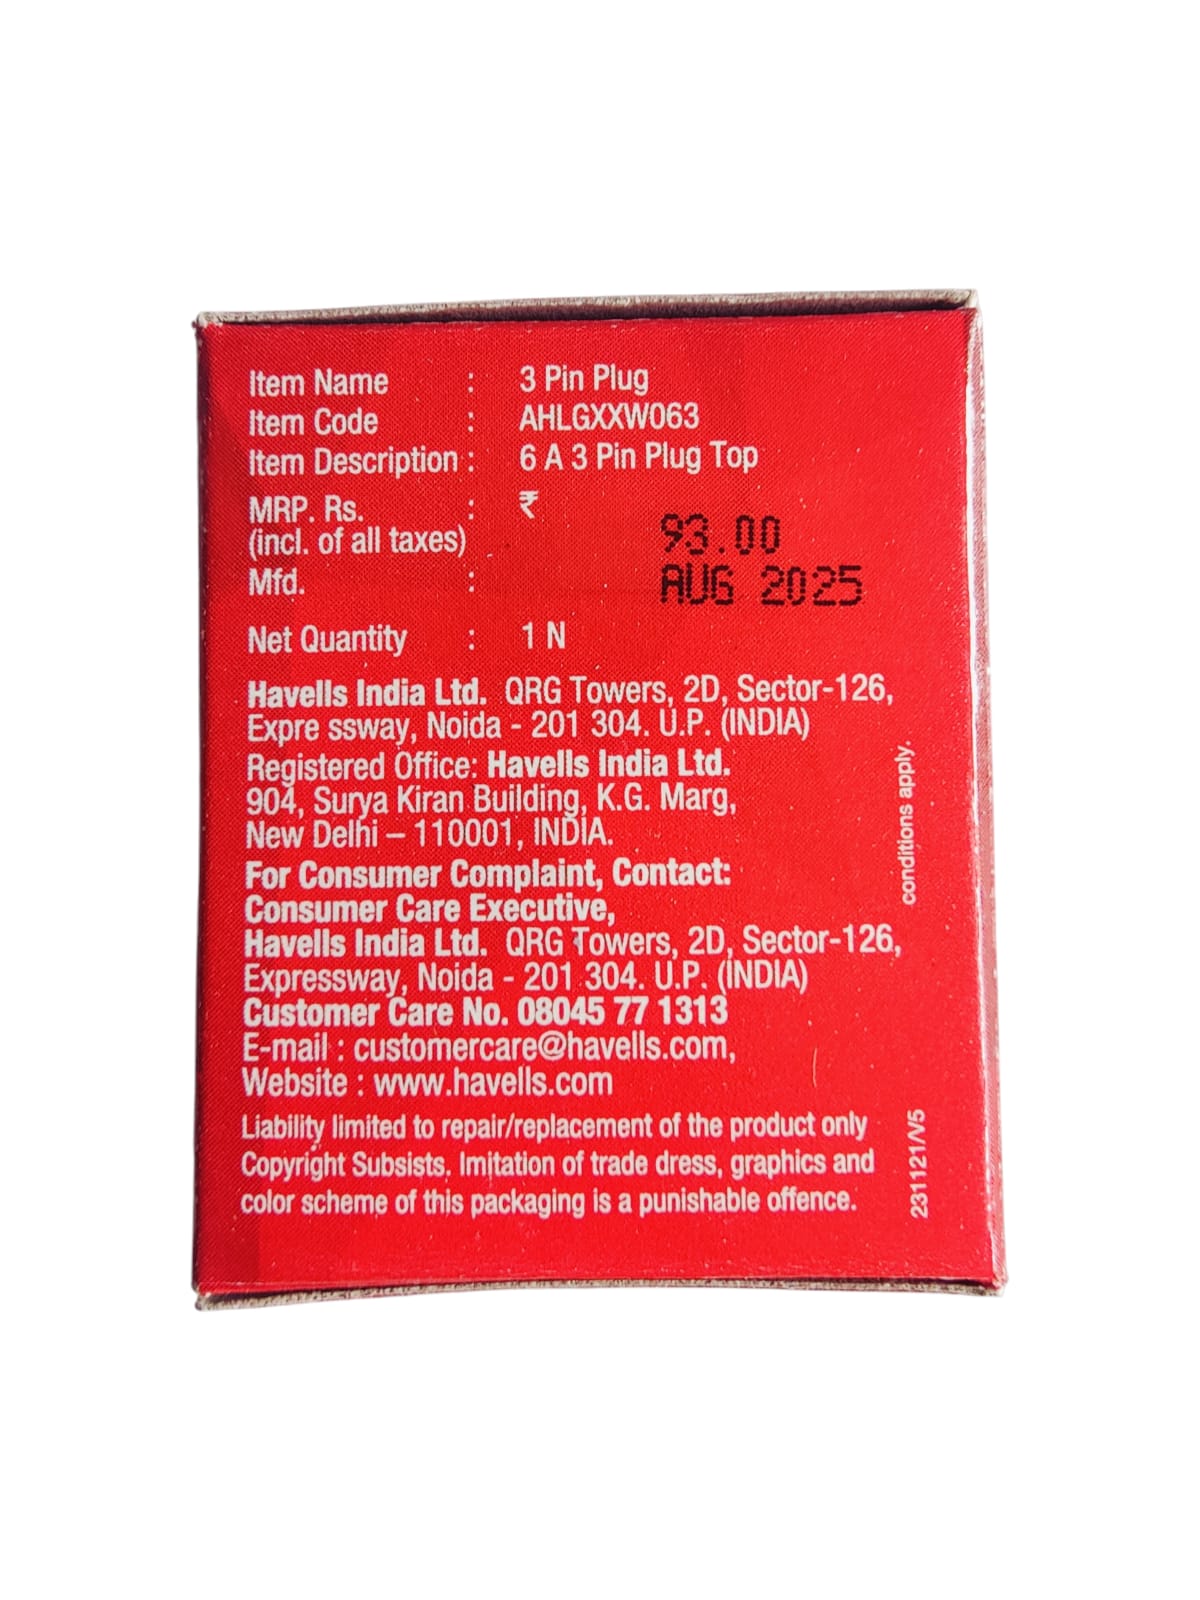 Item Name : 3 Pin Plug
Item Code : AHLGXXW063
Item Description : 6 A 3 Pin Plug Top
MRP. Rs. : ₹ 93.00
(incl. of all taxes)
Mfd. : AUG 2025
Net Quantity : 1 N
Havells India Ltd. QRG Towers, 2D, Sector-126,
Expre ssway, Noida - 201 304. U.P. (INDIA)
Registered Office: Havells India Ltd.
904, Surya Kiran Building, K.G. Marg,
New Delhi – 110001, INDIA.
For Consumer Complaint, Contact:
Consumer Care Executive,
Havells India Ltd. QRG Towers, 2D, Sector-126,
Expressway, Noida - 201 304. U.P. (INDIA)
Customer Care No. 08045 77 1313
E-mail : customercare@havells.com,
Website : www.havells.com
Liability limited to repair/replacement of the product only
Copyright Subsists. Imitation of trade dress, graphics and
color scheme of this packaging is a punishable offence.
conditions apply.
231121/V5